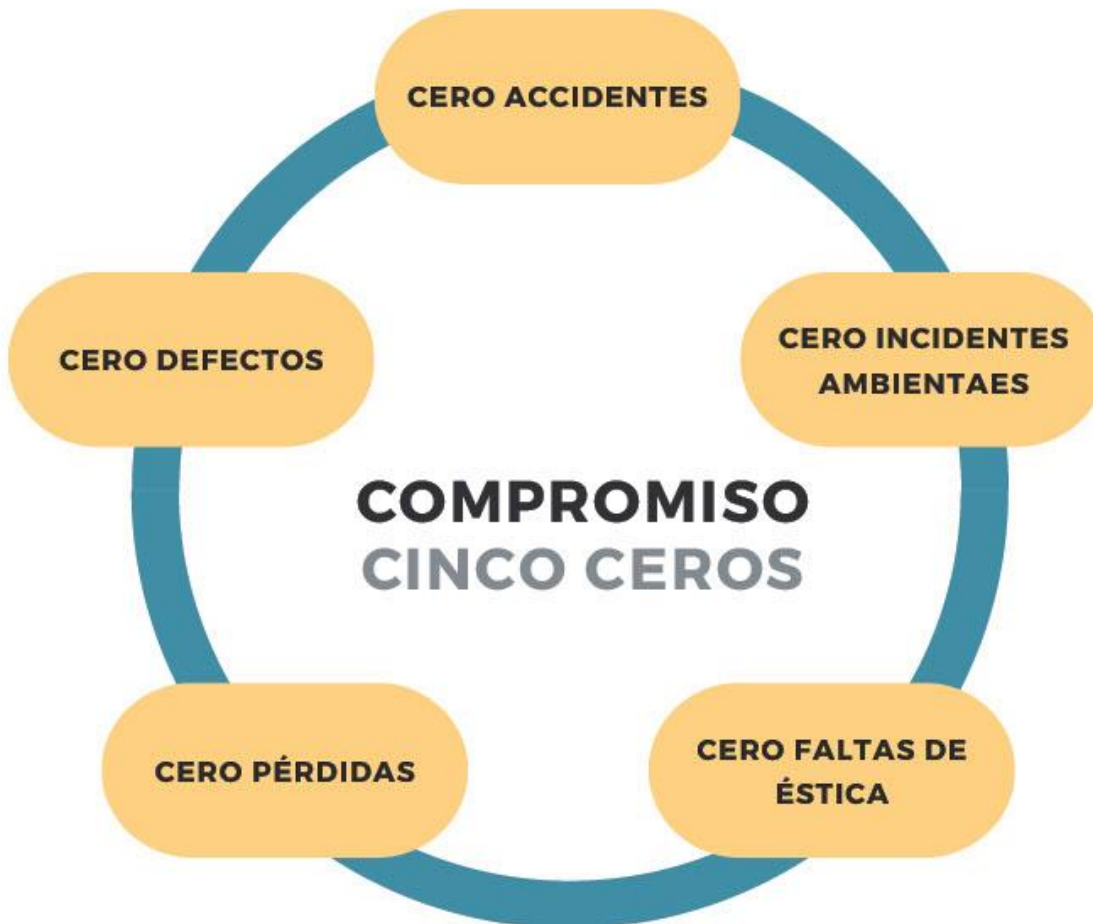 CERO ACCIDENTES
CERO DEFECTOS
CERO INCIDENTES
AMBIENTAES
COMPROMISO
CINCO CEROS
CERO PÉRDIDAS
CERO FALTAS DE
ÉSTICA